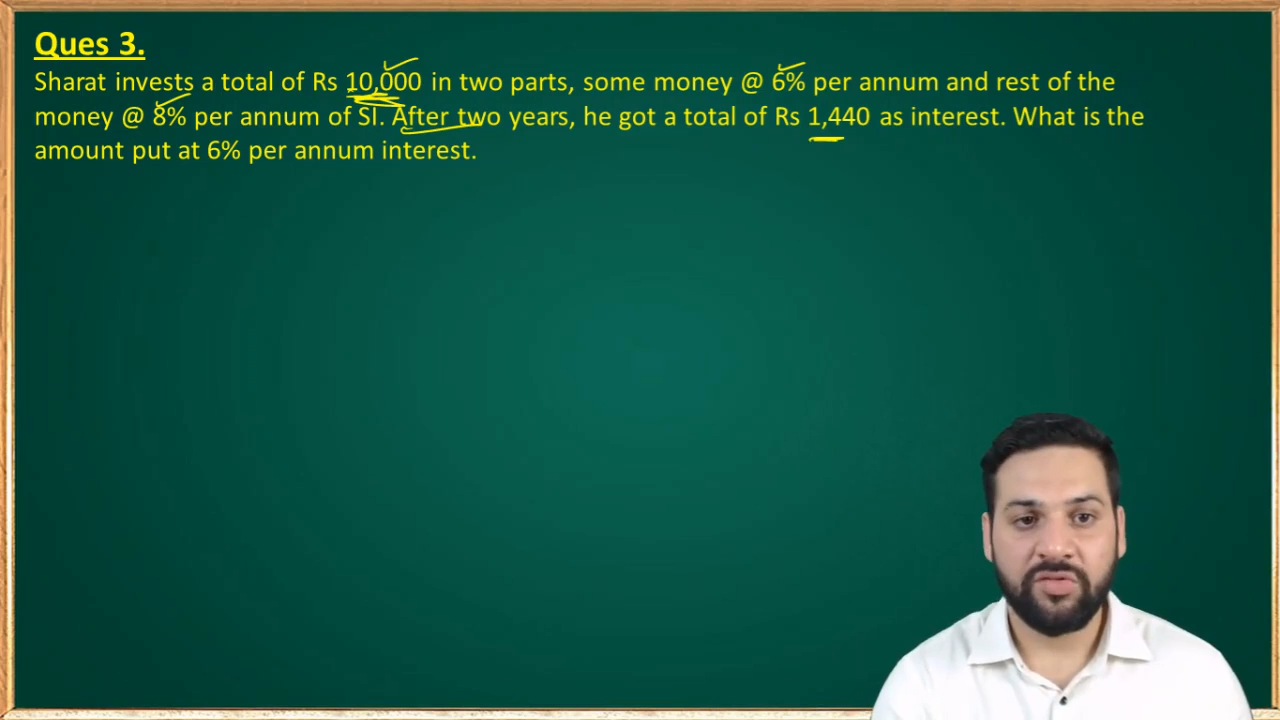 Ques 3.
Sharat invests a total of Rs 10,000 in two parts, some money @ 6% per annum and rest of the
money @ 8% per annum of SI. After two years, he got a total of Rs 1,440 as interest. What is the
amount put at 6% per annum interest.